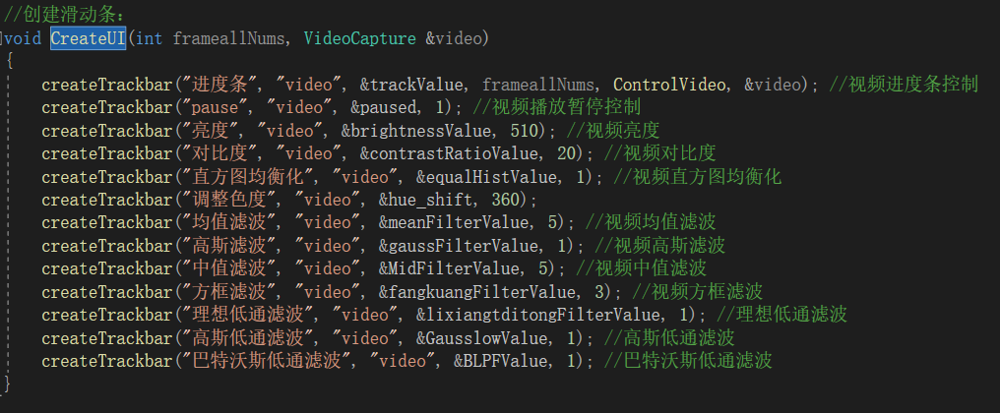 //创建滑动条:
void CreateUI(int frameallNums, VideoCapture &video)
{
createTrackbar("进度条", "video", &trackValue, frameallNums, ControlVideo, &video); //视频进度条控制
createTrackbar("pause", "video", &paused, 1); //视频播放暂停控制
createTrackbar("亮度", "video", &brightnessValue, 510); //视频亮度
createTrackbar("对比度", "video", &contrastRatioValue, 20); //视频对比度
createTrackbar("直方图均衡化", "video", &equalHistValue, 1); //视频直方图均衡化
createTrackbar("调整色度", "video", &hue_shift, 360);
createTrackbar("均值滤波", "video", &meanFilterValue, 5); //视频均值滤波
createTrackbar("高斯滤波", "video", &gaussFilterValue, 1); //视频高斯滤波
createTrackbar("中值滤波", "video", &MidFilterValue, 5); //视频中值滤波
createTrackbar("方框滤波", "video", &fangkuangFilterValue, 3); //视频方框滤波
createTrackbar("理想低通滤波", "video", &lixiangtditongFilterValue, 1); //理想低通滤波
createTrackbar("高斯低通滤波", "video", &GausslowValue, 1); //高斯低通滤波
createTrackbar("巴特沃斯低通滤波", "video", &BLPFValue, 1); //巴特沃斯低通滤波
}